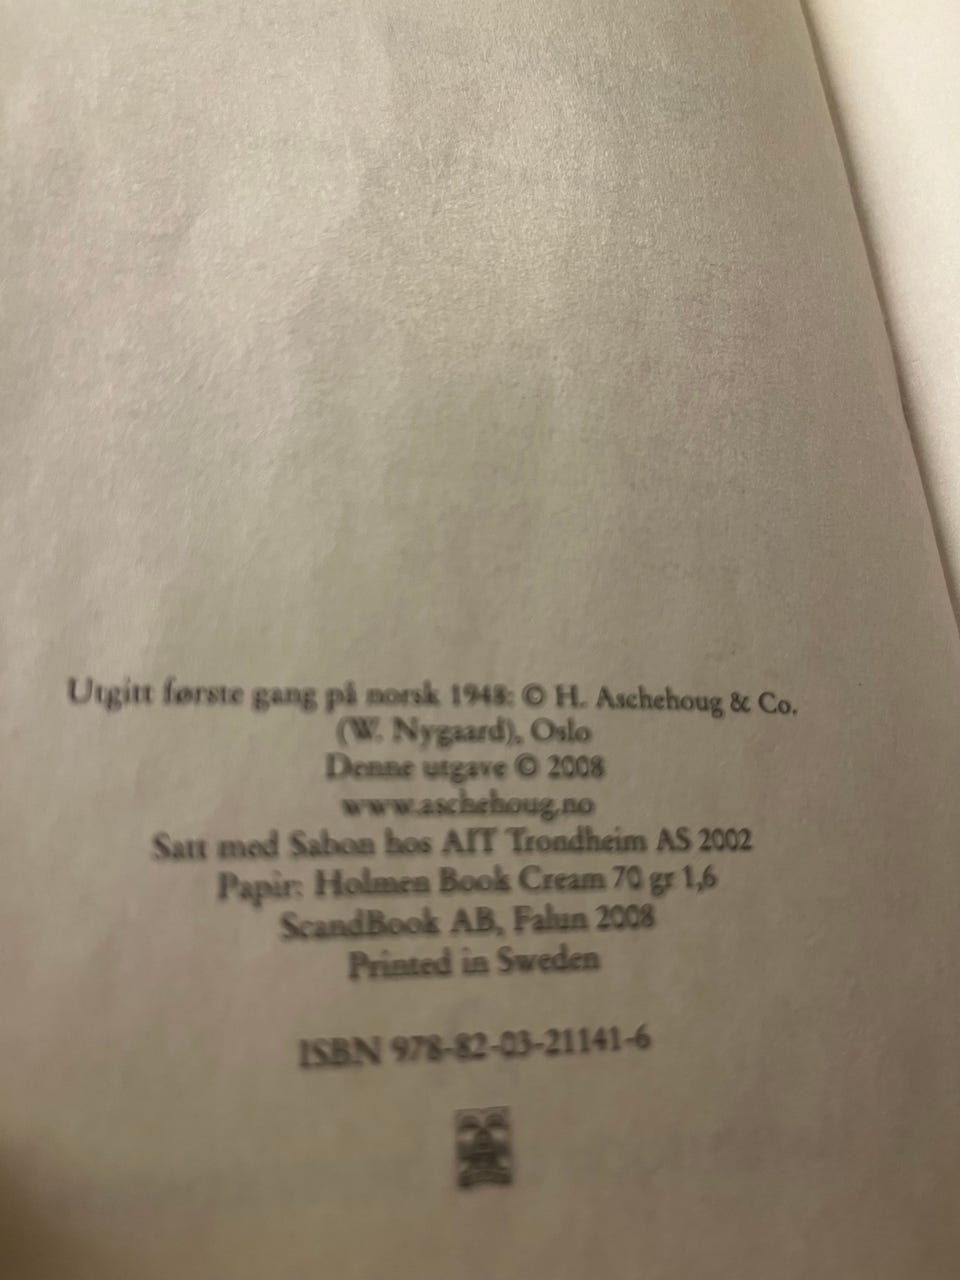 Utgitt første gang på norsk 1948: © H. Aschehoug & Co.
(W. Nygaard), Oslo
Denne utgave © 2008
www.aschehoug.no
Satt med Sabon hos AIT Trondheim AS 2002
Papir: Holmen Book Cream 70 gr 1,6
ScandBook AB, Falun 2008
Printed in Sweden
ISBN 978-82-03-21141-6